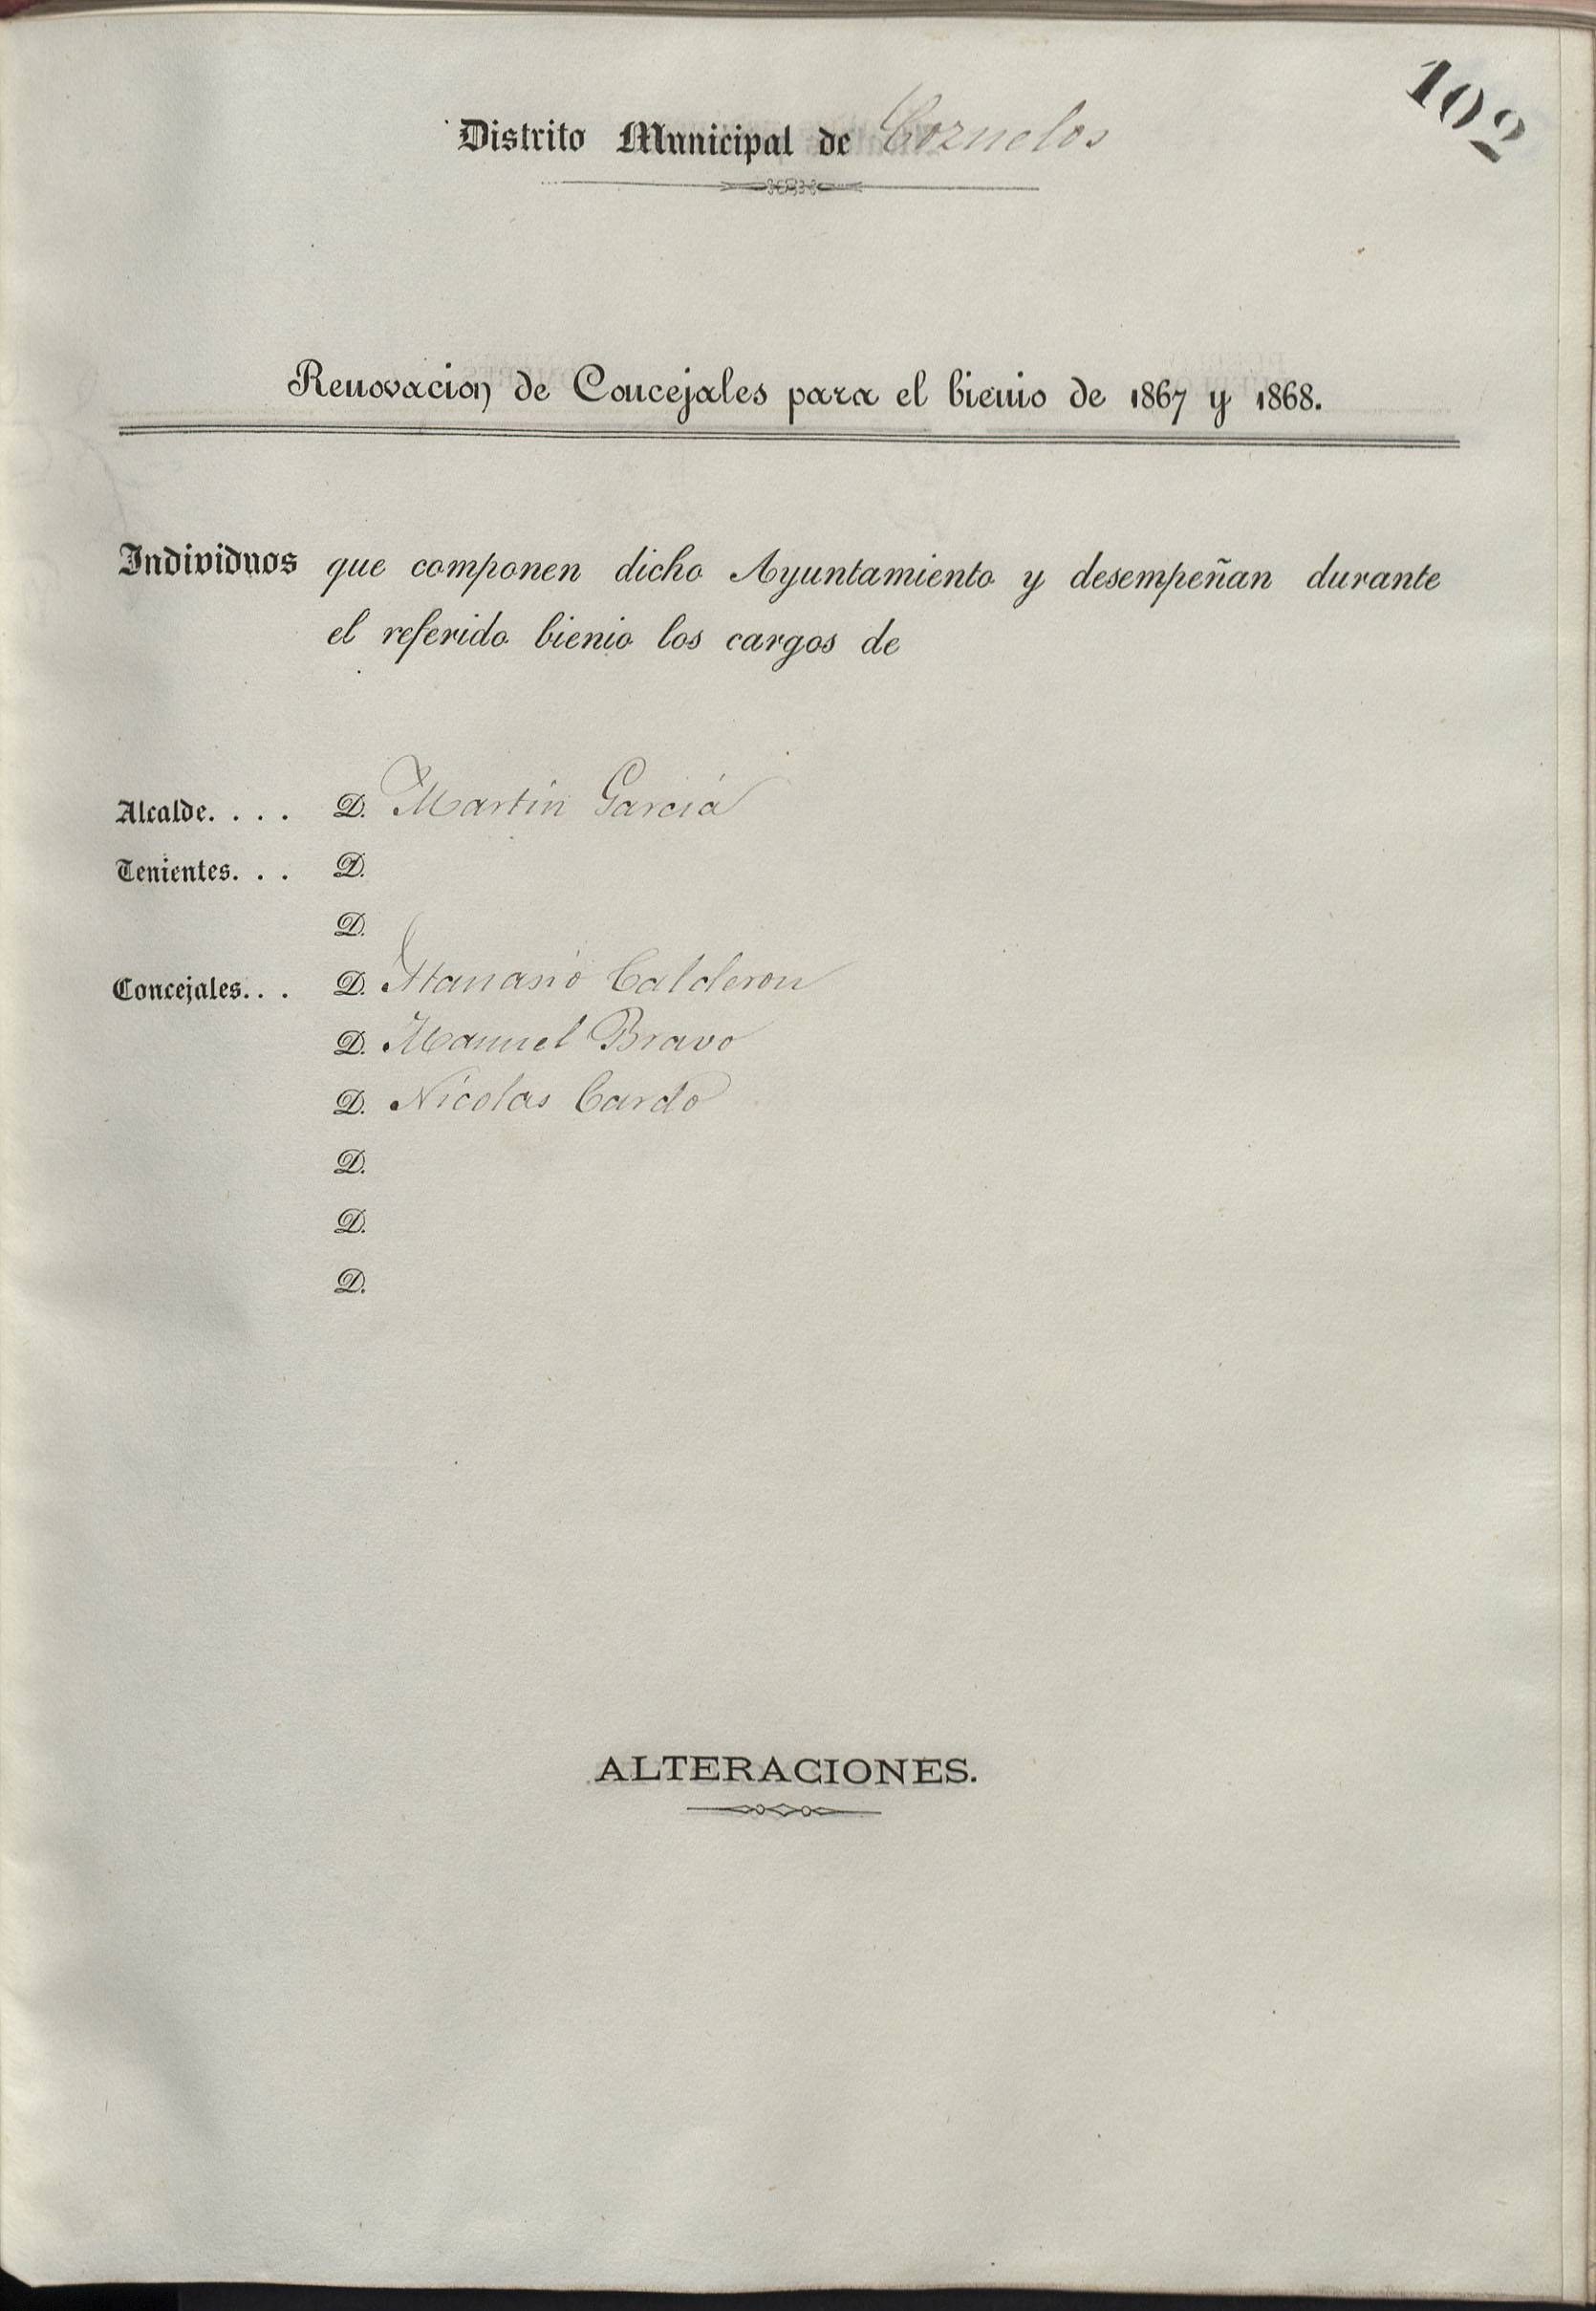 102
Distrito Municipal de Cozuelos
Renovacion de Concejales para el bienio de 1867 y 1868.
Individuos que componen dicho Ayuntamiento y desempeñan durante
el referido bienio los cargos de
Alcalde. . . . D. Martin Garcia
Tenientes. . . D.
D.
Concejales. . . D. Atanasio Calderon
D. Manuel Bravo
D. Nicolas Cardo
D.
D.
D.
ALTERACIONES.